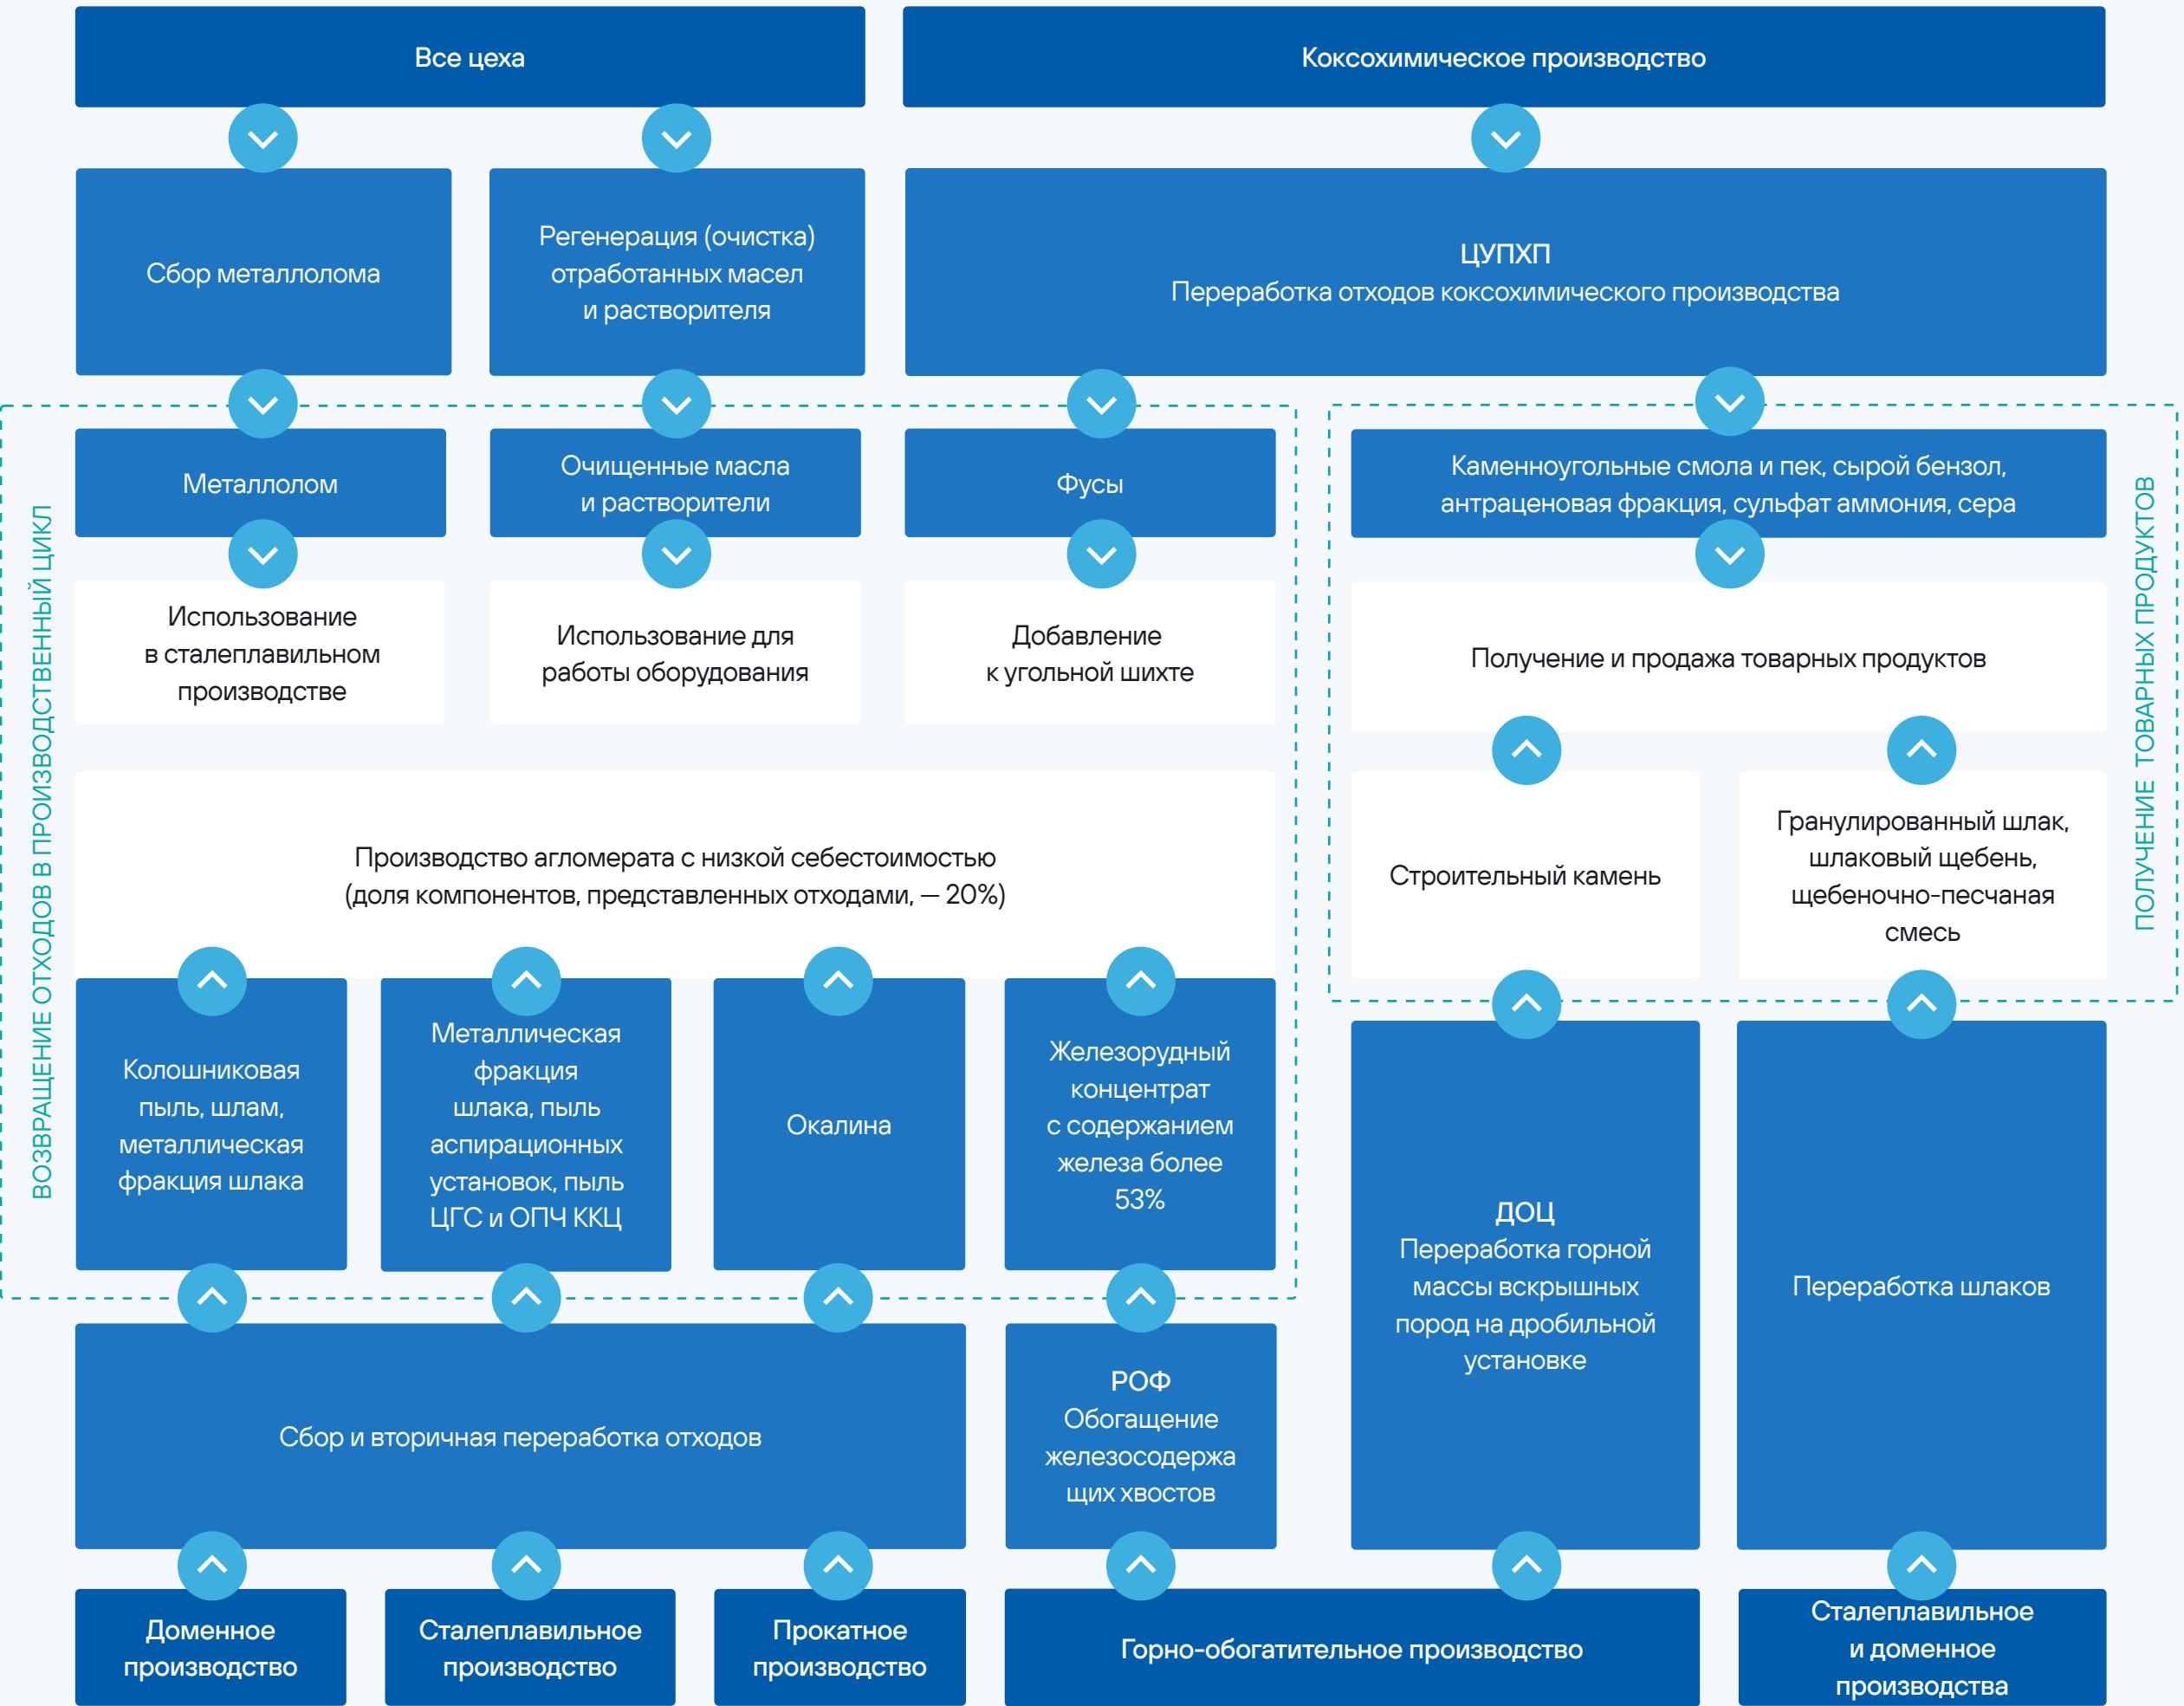 Все цеха
Коксохимическое производство
Сбор металлолома
Регенерация (очистка)
отработанных масел
и растворителя
ЦУПХП
Переработка отходов коксохимического производства
ВОЗВРАЩЕНИЕ ОТХОДОВ В ПРОИЗВОДСТВЕННЫЙ ЦИКЛ
Металлолом
Очищенные масла
и растворители
Фусы
Каменноугольные смола и пек, сырой бензол,
антраценовая фракция, сульфат аммония, сера
ПОЛУЧЕНИЕ ТОВАРНЫХ ПРОДУКТОВ
Использование
в сталеплавильном
производстве
Использование для
работы оборудования
Добавление
к угольной шихте
Получение и продажа товарных продуктов
Производство агломерата с низкой себестоимостью
(доля компонентов, представленных отходами, — 20%)
Строительный камень
Гранулированный шлак,
шлаковый щебень,
щебеночно-песчаная
смесь
Колошниковая
пыль, шлам,
металлическая
фракция шлака
Металлическая
фракция
шлака, пыль
аспирационных
установок, пыль
ЦГС и ОПЧ ККЦ
Окалина
Железорудный
концентрат
с содержанием
железа более
53%
ДОЦ
Переработка горной
массы вскрышных
пород на дробильной
установке
Переработка шлаков
Сбор и вторичная переработка отходов
РОФ
Обогащение
железосодержа
щих хвостов
Доменное
производство
Сталеплавильное
производство
Прокатное
производство
Горно-обогатительное производство
Сталеплавильное
и доменное
производства